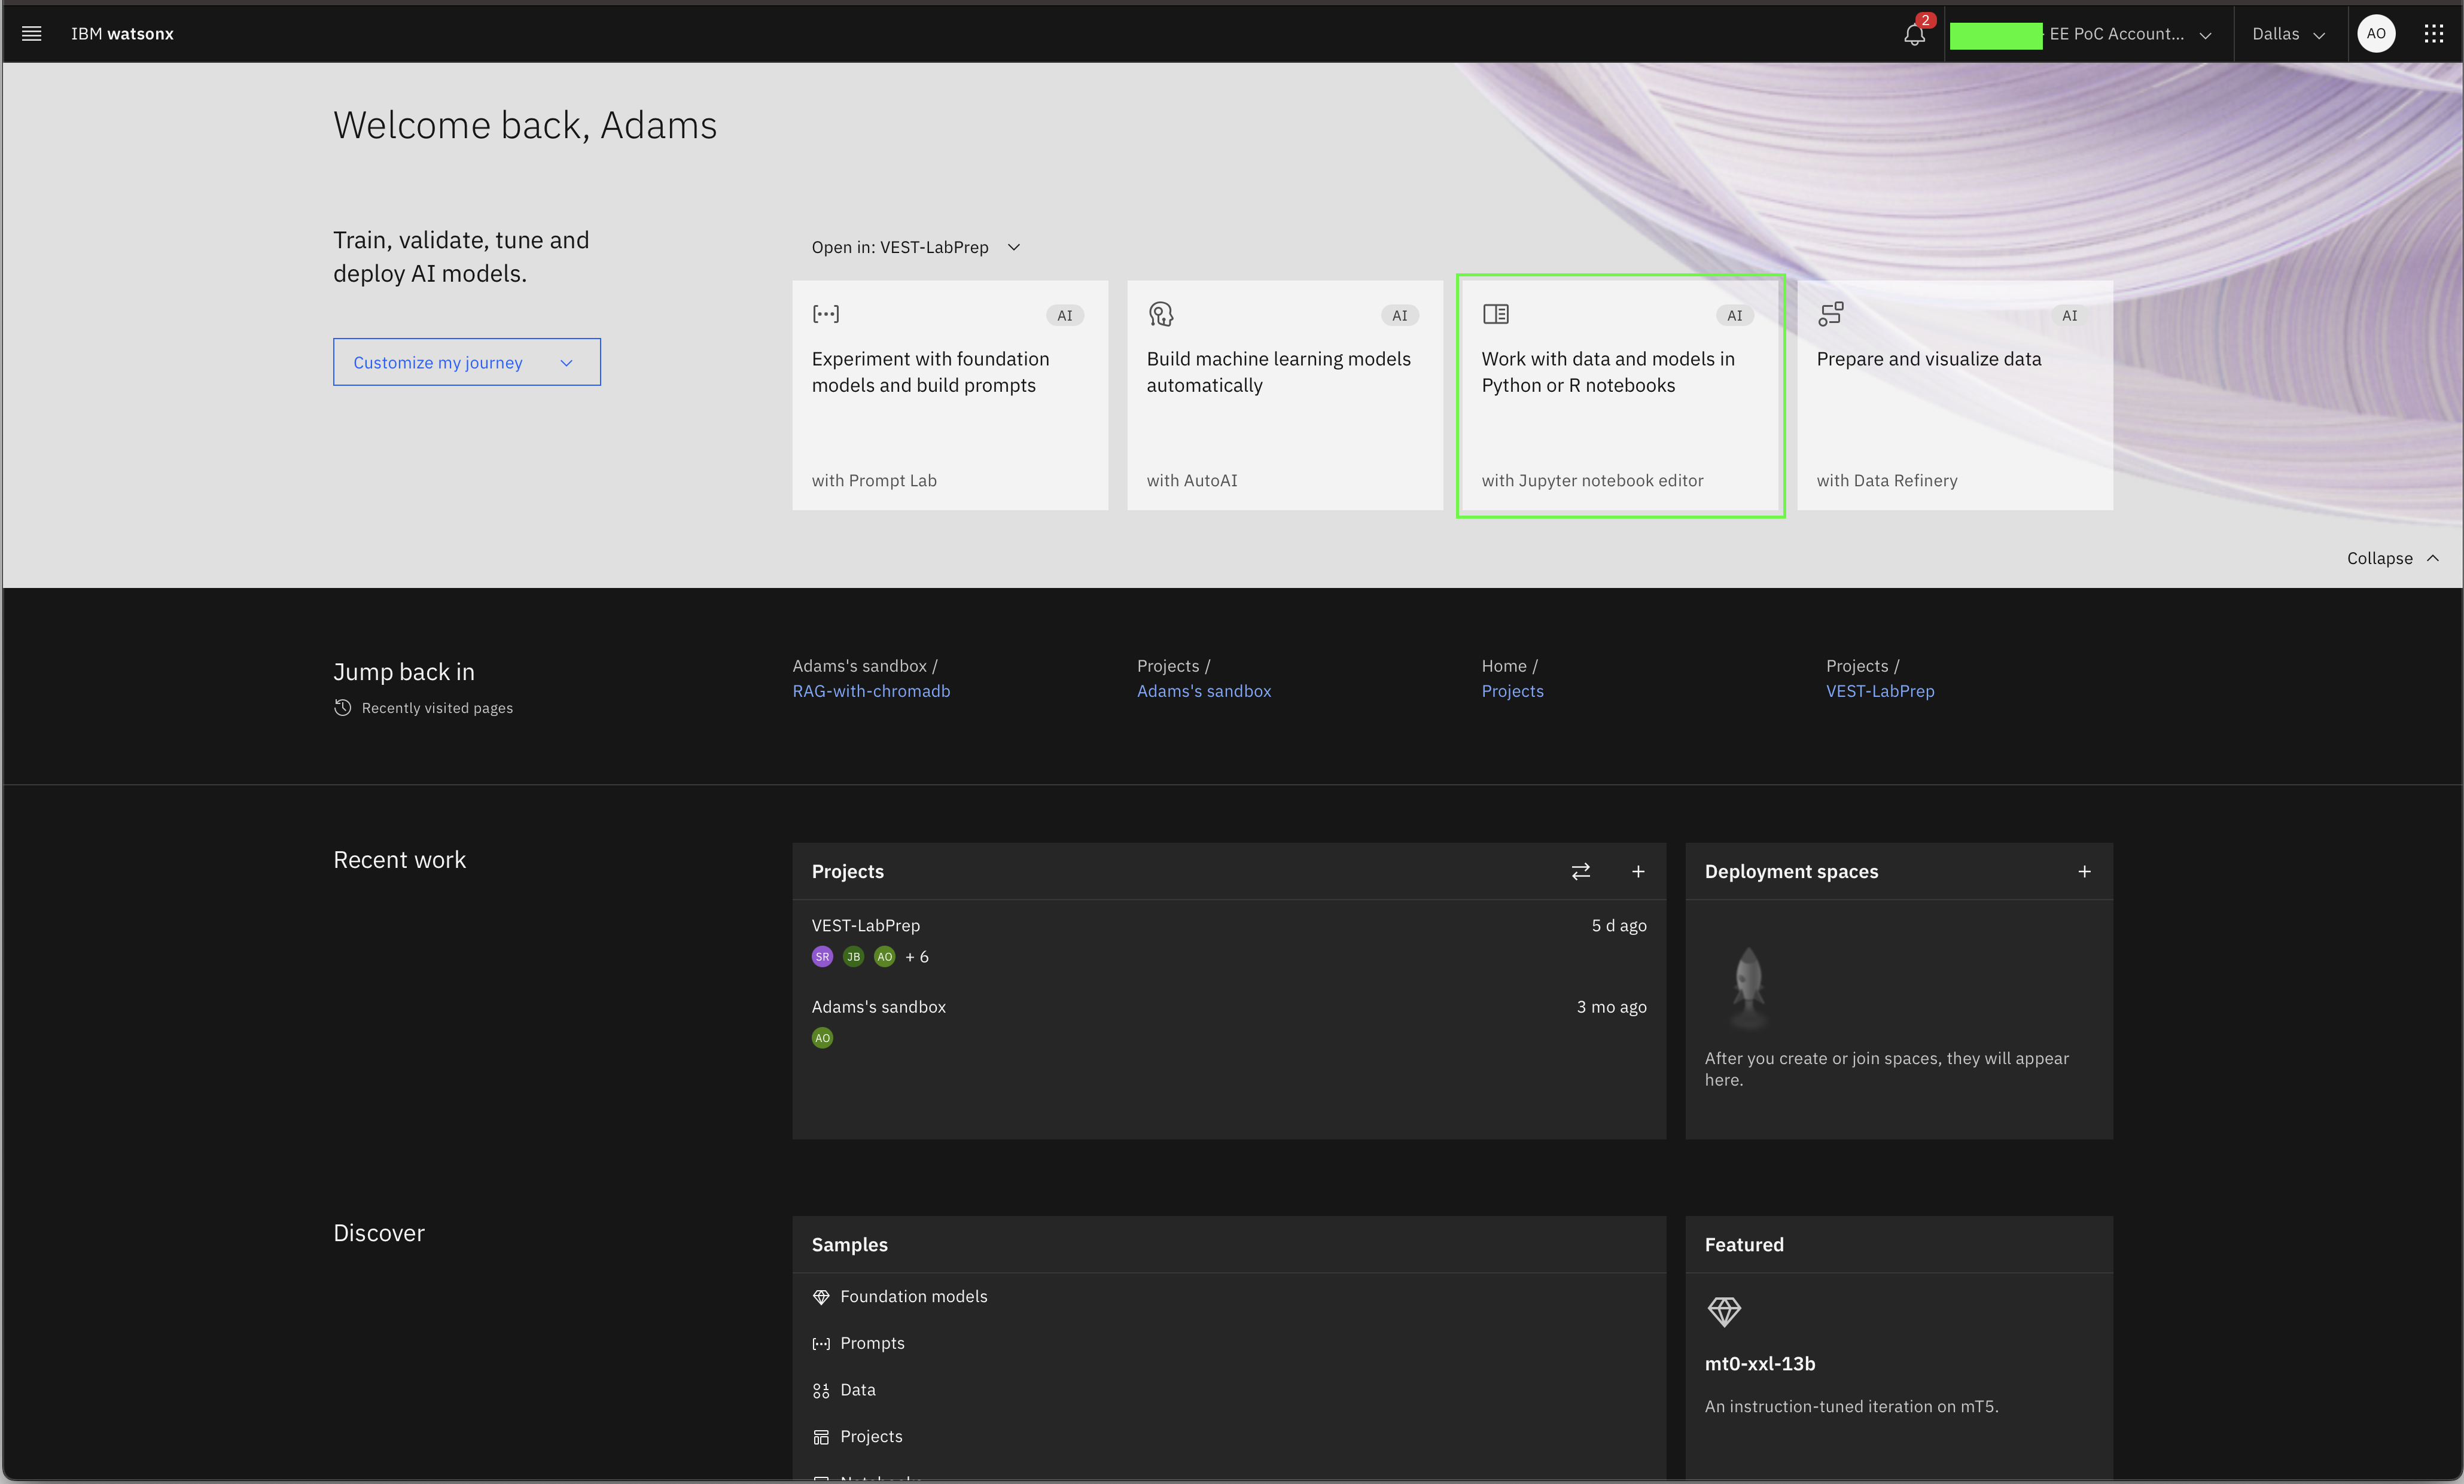 IBM watsonx
2
EE PoC Account...
Dallas
AO
Welcome back, Adams
Train, validate, tune and
deploy AI models.
Customize my journey
Open in: VEST-LabPrep
AI
Experiment with foundation
models and build prompts
with Prompt Lab
AI
Build machine learning models
automatically
with AutoAI
AI
Work with data and models in
Python or R notebooks
with Jupyter notebook editor
AI
Prepare and visualize data
with Data Refinery
Collapse
Jump back in
Recently visited pages
Adams's sandbox /
RAG-with-chromadb
Projects /
Adams's sandbox
Home /
Projects
Projects /
VEST-LabPrep
Recent work
Projects
VEST-LabPrep
5 d ago
SR JB AO + 6
Adams's sandbox
3 mo ago
AO
Deployment spaces
After you create or join spaces, they will appear
here.
Discover
Samples
Foundation models
Prompts
Data
Projects
Featured
mt0-xxl-13b
An instruction-tuned iteration on mT5.